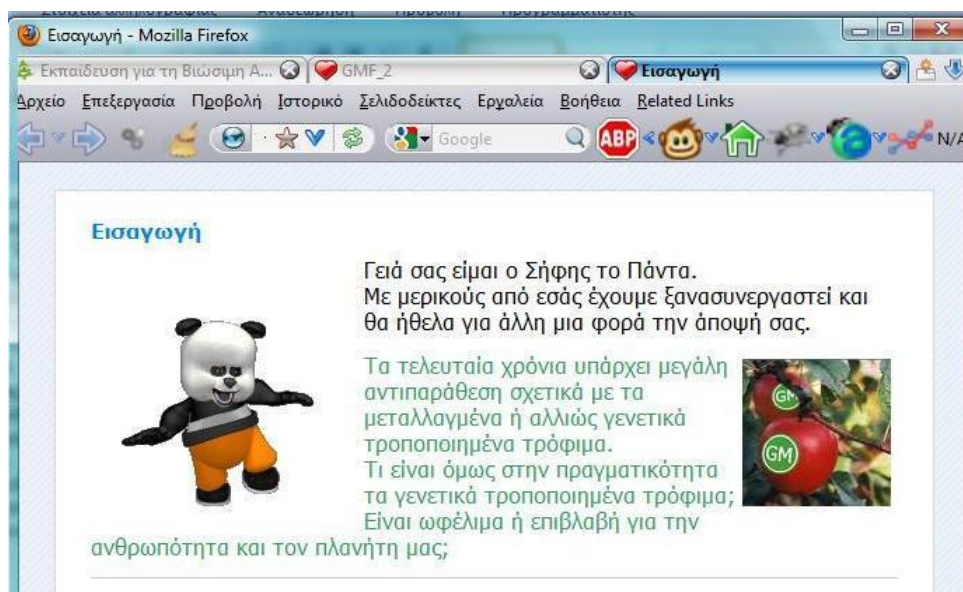 Εισαγωγή - Mozilla Firefox
Εκπαίδευση για τη Βιώσιμη Α... GMF_2 Εισαγωγή
Αρχείο Επεξεργασία Προβολή Ιστορικό Σελιδοδείκτες Εργαλεία Βοήθεια Related Links
Google ABP N/A
Εισαγωγή
Γειά σας είμαι ο Σήφης το Πάντα.
Με μερικούς από εσάς έχουμε ξανασυνεργαστεί και
θα ήθελα για άλλη μια φορά την άποψή σας.
Τα τελευταία χρόνια υπάρχει μεγάλη
αντιπαράθεση σχετικά με τα
μεταλλαγμένα ή αλλιώς γενετικά
τροποποιημένα τρόφιμα.
Τι είναι όμως στην πραγματικότητα
τα γενετικά τροποποιημένα τρόφιμα;
Είναι ωφέλιμα ή επιβλαβή για την
ανθρωπότητα και τον πλανήτη μας;
GM
GM